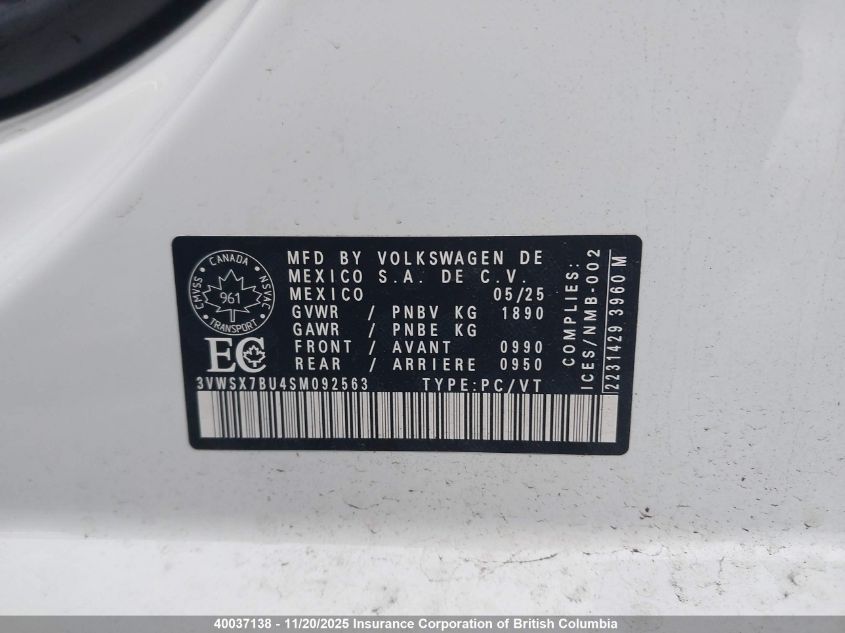 CANADA
CMVSS
NSVAC
961
TRANSPORT
EC
MFD BY VOLKSWAGEN DE
MEXICO S.A. DE C.V.
MEXICO 05/25
GVWR / PNBV KG 1890
GAWR / PNBE KG
FRONT / AVANT 0990
REAR / ARRIERE 0950
3VWSX7BU4SM092563 TYPE:PC/VT
COMPLIES:
ICES/NMB-002
2231429 3960 M
40037138 - 11/20/2025 Insurance Corporation of British Columbia